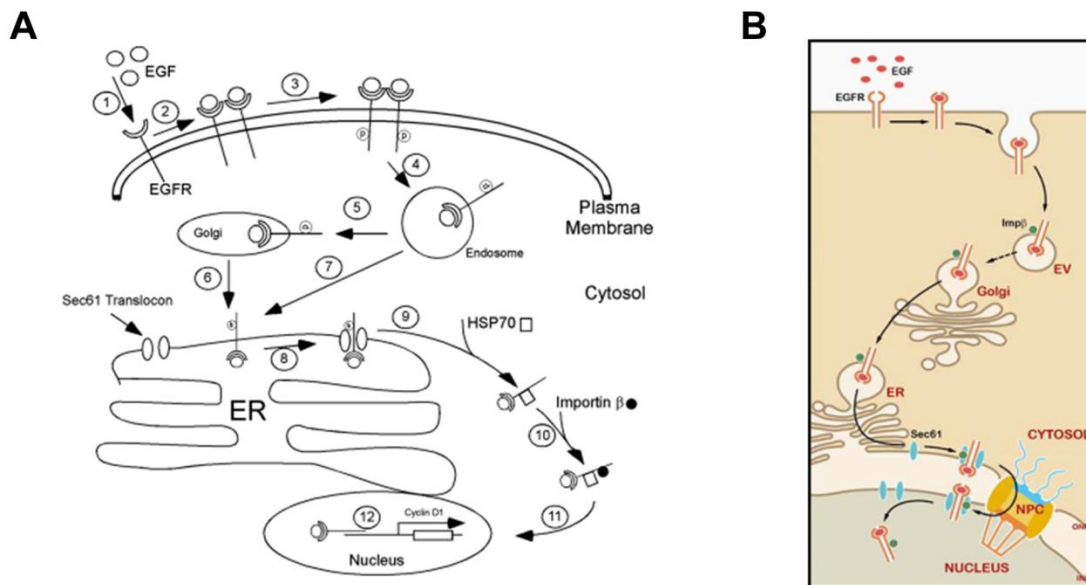 A
EGF
1
2
3
EGFR
p
p
4
Plasma
Membrane
5
Golgi
p
Endosome
6
7
Cytosol
Sec61 Translocon
9
HSP70
8
ER
Importin β
10
11
12
Cyclin D1
Nucleus
B
EGF
EGFR
Impβ
EV
Golgi
ER
Sec61
CYTOSOL
NPC
NUCLEUS